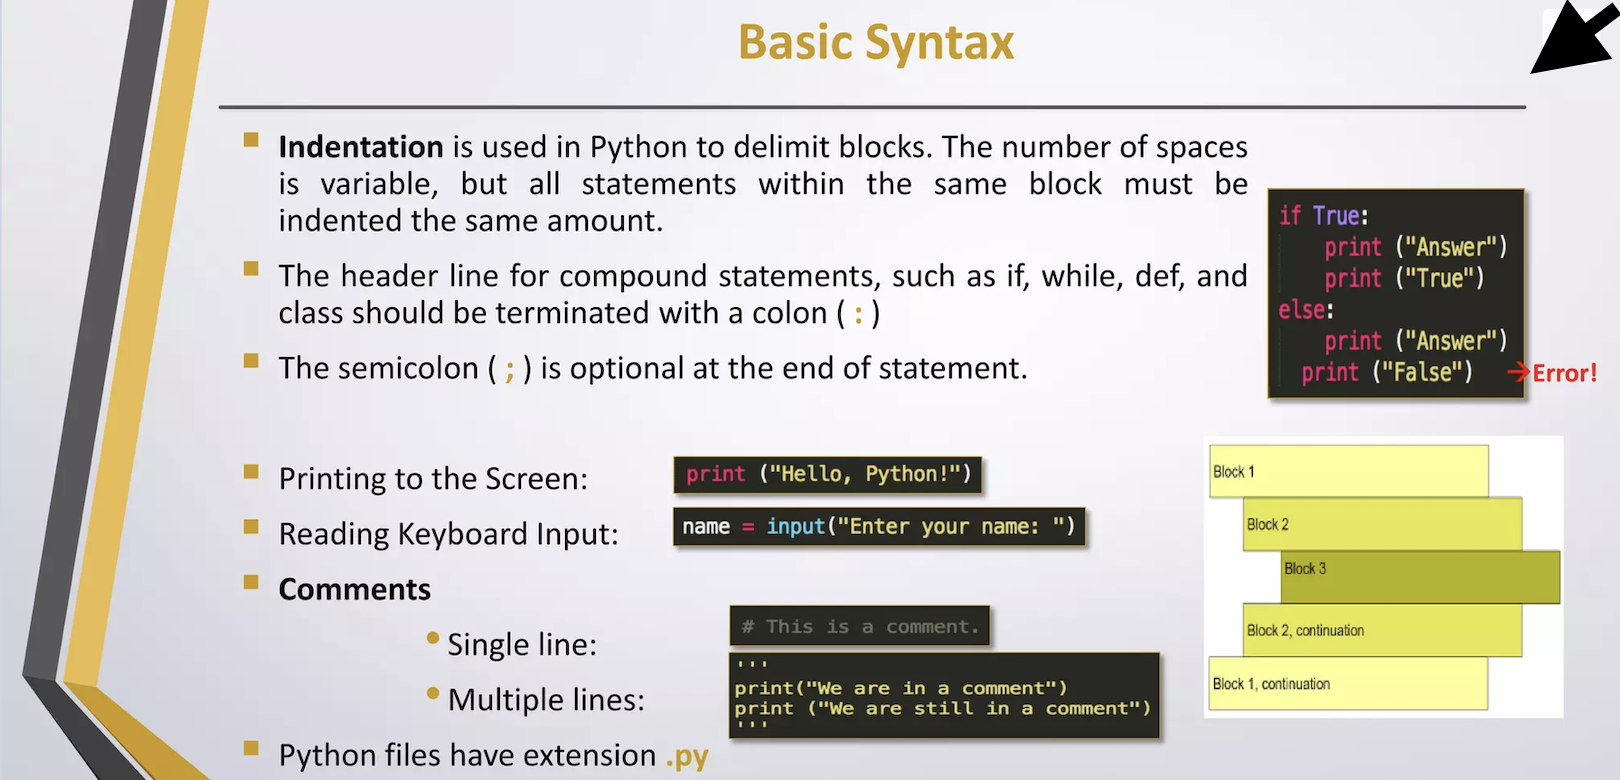 Basic Syntax
Indentation is used in Python to delimit blocks. The number of spaces
is variable, but all statements within the same block must be
indented the same amount.
The header line for compound statements, such as if, while, def, and
class should be terminated with a colon ( : )
The semicolon ( ; ) is optional at the end of statement.
if True:
print ("Answer")
print ("True")
else:
print ("Answer")
print ("False") →Error!
Printing to the Screen:
print ("Hello, Python!")
Reading Keyboard Input:
name = input("Enter your name: ")
Comments
Single line:
# This is a comment.
Multiple lines:
'''
print("We are in a comment")
print ("We are still in a comment")
'''
Python files have extension .py
Block 1
Block 2
Block 3
Block 2, continuation
Block 1, continuation